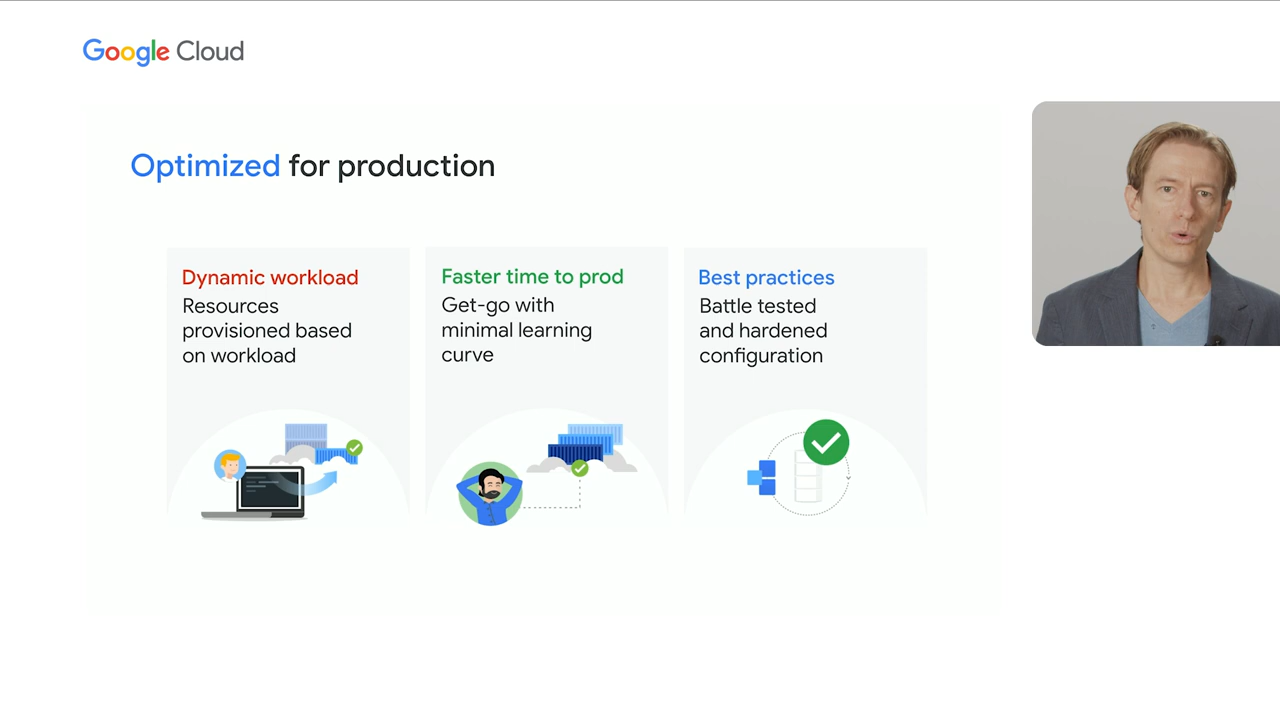 Google Cloud
Optimized for production
Dynamic workload
Resources
provisioned based
on workload
Faster time to prod
Get-go with
minimal learning
curve
Best practices
Battle tested
and hardened
configuration